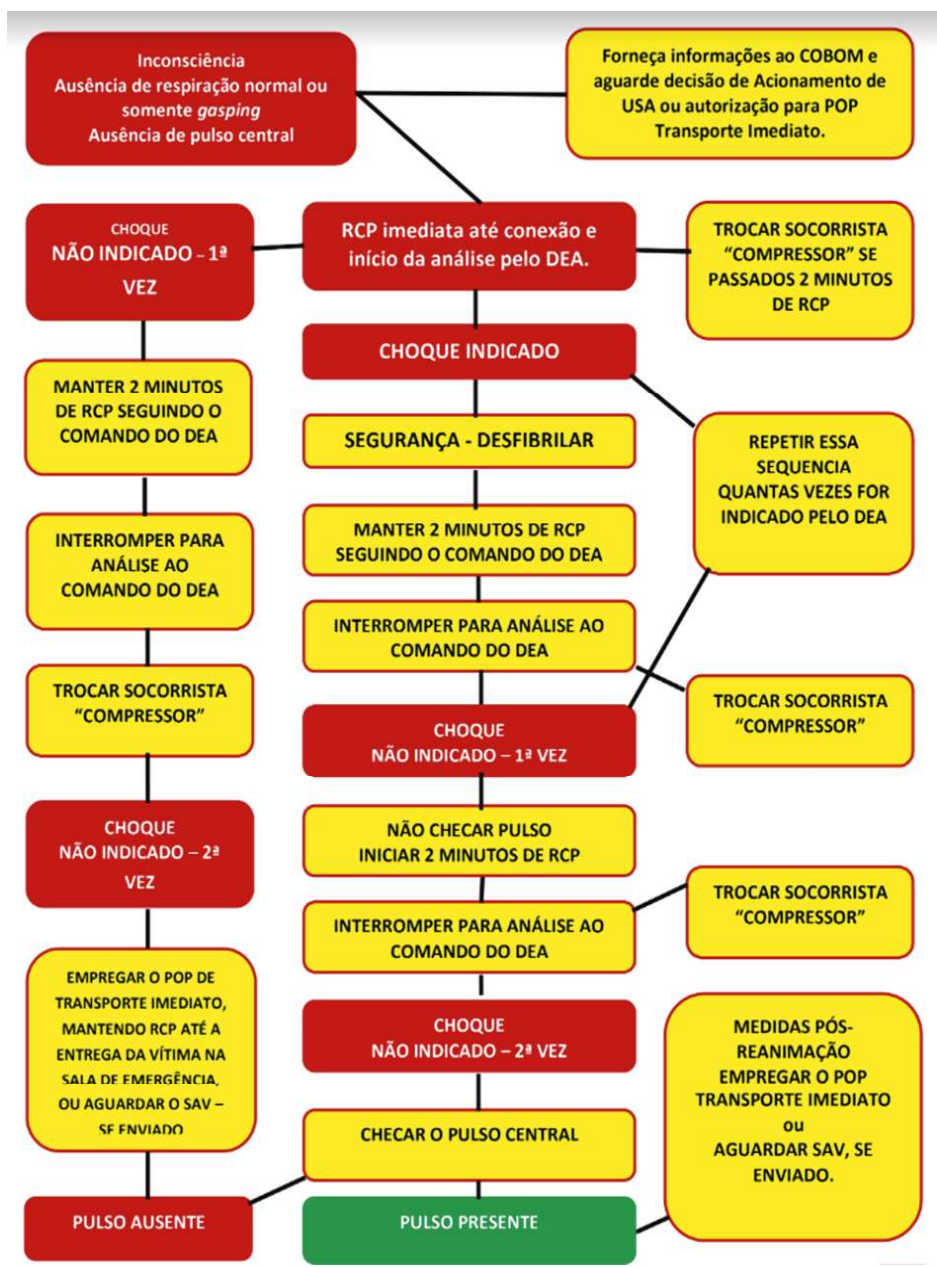 Inconsciência
Ausência de respiração normal ou
somente gasping
Ausência de pulso central
Forneça informações ao COBOM e
aguarde decisão de Acionamento de
USA ou autorização para POP
Transporte Imediato.
CHOQUE
NÃO INDICADO – 1ª
VEZ
RCP imediata até conexão e
início da análise pelo DEA.
TROCAR SOCORRISTA
“COMPRESSOR” SE
PASSADOS 2 MINUTOS
DE RCP
CHOQUE INDICADO
MANTER 2 MINUTOS
DE RCP SEGUINDO O
COMANDO DO DEA
SEGURANÇA - DESFIBRILAR
REPETIR ESSA
SEQUENCIA
QUANTAS VEZES FOR
INDICADO PELO DEA
MANTER 2 MINUTOS DE RCP
SEGUINDO O COMANDO DO DEA
INTERROMPER PARA
ANÁLISE AO
COMANDO DO DEA
INTERROMPER PARA ANÁLISE AO
COMANDO DO DEA
TROCAR SOCORRISTA
“COMPRESSOR”
TROCAR SOCORRISTA
“COMPRESSOR”
CHOQUE
NÃO INDICADO – 1ª VEZ
CHOQUE
NÃO INDICADO – 2ª
VEZ
NÃO CHECAR PULSO
INICIAR 2 MINUTOS DE RCP
TROCAR SOCORRISTA
“COMPRESSOR”
INTERROMPER PARA ANÁLISE AO
COMANDO DO DEA
EMPREGAR O POP DE
TRANSPORTE IMEDIATO,
MANTENDO RCP ATÉ A
ENTREGA DA VÍTIMA NA
SALA DE EMERGÊNCIA,
OU AGUARDAR O SAV –
SE ENVIADO
CHOQUE
NÃO INDICADO – 2ª VEZ
MEDIDAS PÓS-
REANIMAÇÃO
EMPREGAR O POP
TRANSPORTE IMEDIATO
ou
AGUARDAR SAV, SE
ENVIADO.
CHECAR O PULSO CENTRAL
PULSO AUSENTE
PULSO PRESENTE